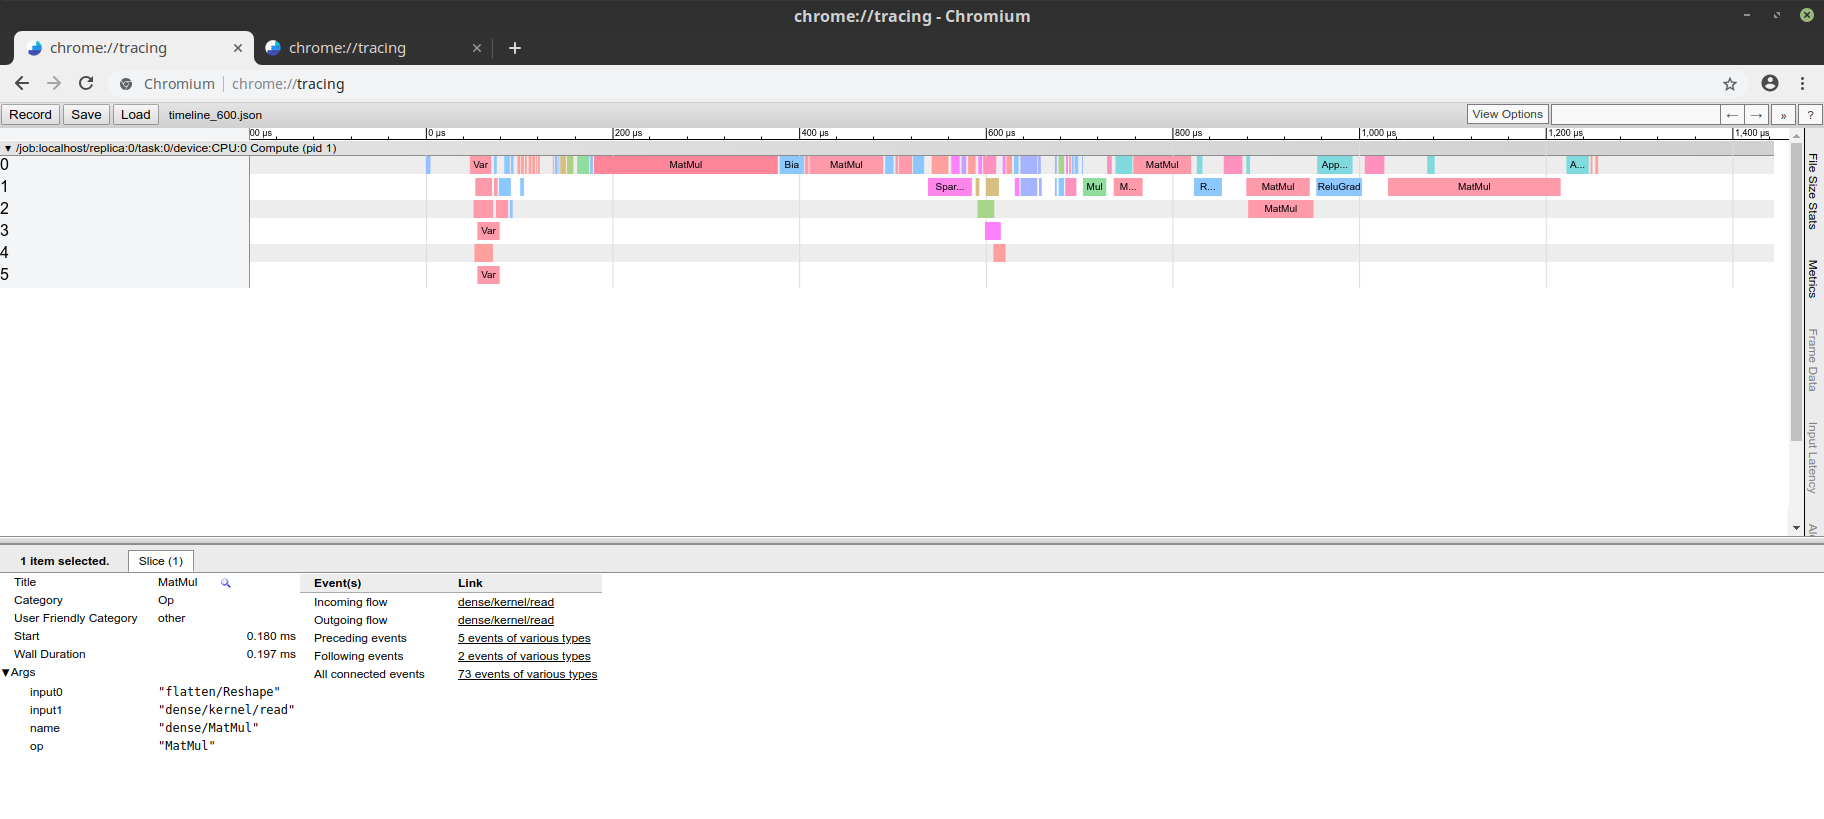 chrome://tracing - Chromium
chrome://tracing
chrome://tracing
Chromium chrome://tracing
Record Save Load timeline_600.json View Options ← → » ?
00 µs 0 µs 200 µs 400 µs 600 µs 800 µs 1,000 µs 1,200 µs 1,400 µs
▼ /job:localhost/replica:0/task:0/device:CPU:0 Compute (pid 1)
0 Var MatMul Bia MatMul MatMul App... A...
1 Spar... Mul M... R... MatMul ReluGrad MatMul
2 MatMul
3 Var
4
5 Var
File Size Stats
Metrics
Frame Data
Input Latency
1 item selected. Slice (1)
Title MatMul
Category Op
User Friendly Category other
Start 0.180 ms
Wall Duration 0.197 ms
▼Args
input0 "flatten/Reshape"
input1 "dense/kernel/read"
name "dense/MatMul"
op "MatMul"
Event(s) Link
Incoming flow dense/kernel/read
Outgoing flow dense/kernel/read
Preceding events 5 events of various types
Following events 2 events of various types
All connected events 73 events of various types